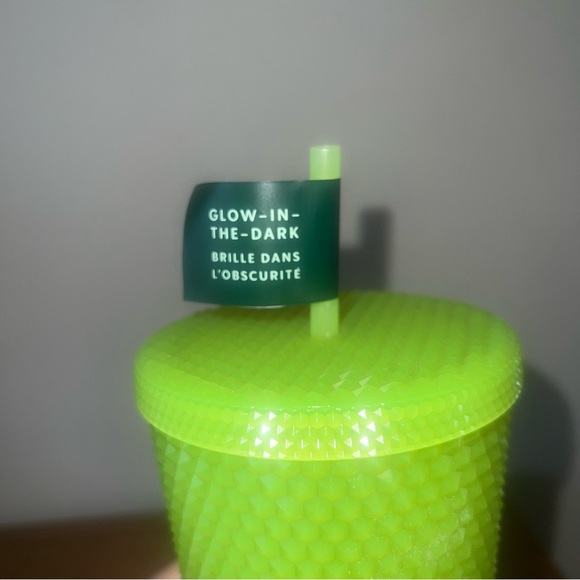 GLOW-IN-
THE-DARK
BRILLE DANS
L'OBSCURITÉ